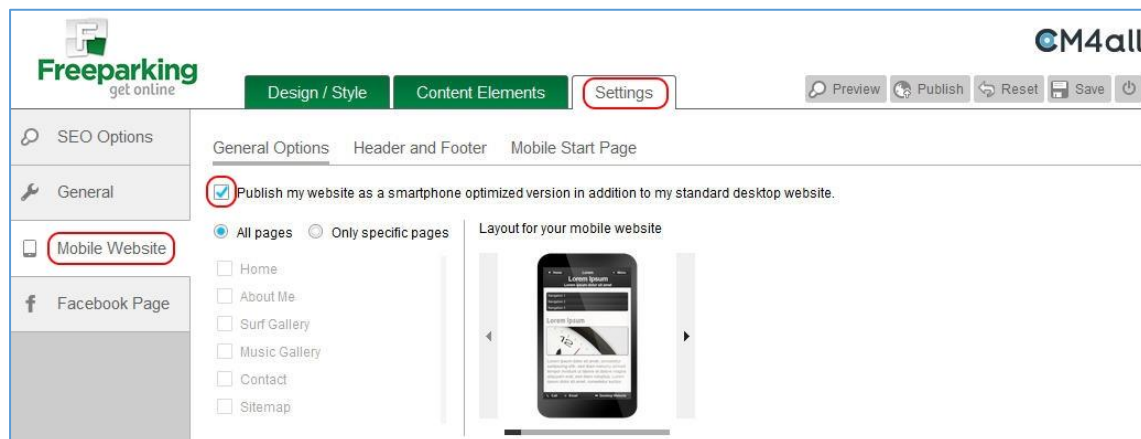 Freeparking
get online
CM4all
Design / Style Content Elements Settings Preview Publish Reset Save
SEO Options
General
Mobile Website
Facebook Page
General Options Header and Footer Mobile Start Page
Publish my website as a smartphone optimized version in addition to my standard desktop website.
All pages Only specific pages
Home
About Me
Surf Gallery
Music Gallery
Contact
Sitemap
Layout for your mobile website
Lorem Ipsum
Lorem Ipsum
12